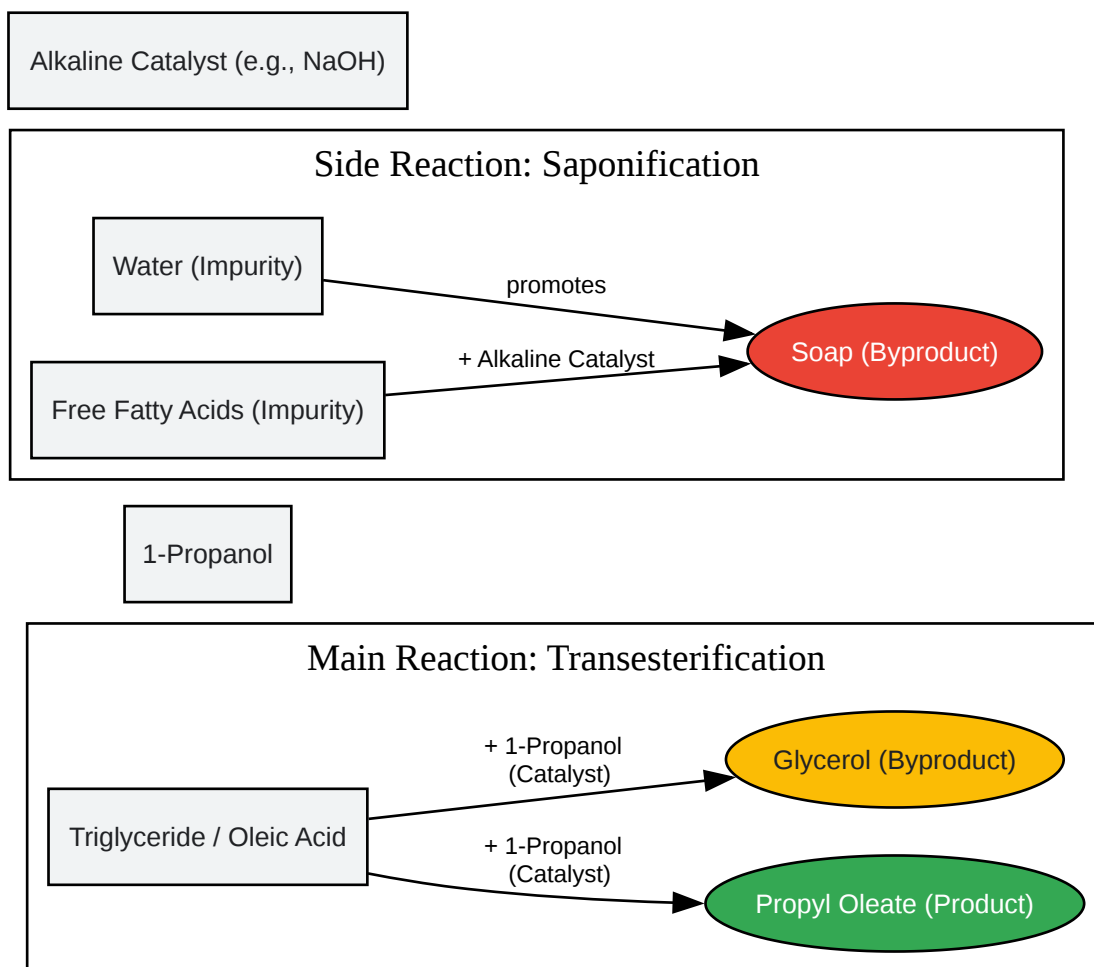 Alkaline Catalyst (e.g., NaOH)
Side Reaction: Saponification
Water (Impurity)
promotes
Soap (Byproduct)
+ Alkaline Catalyst
Free Fatty Acids (Impurity)
1-Propanol
Main Reaction: Transesterification
+ 1-Propanol
(Catalyst)
Glycerol (Byproduct)
Triglyceride / Oleic Acid
+ 1-Propanol
(Catalyst)
Propyl Oleate (Product)